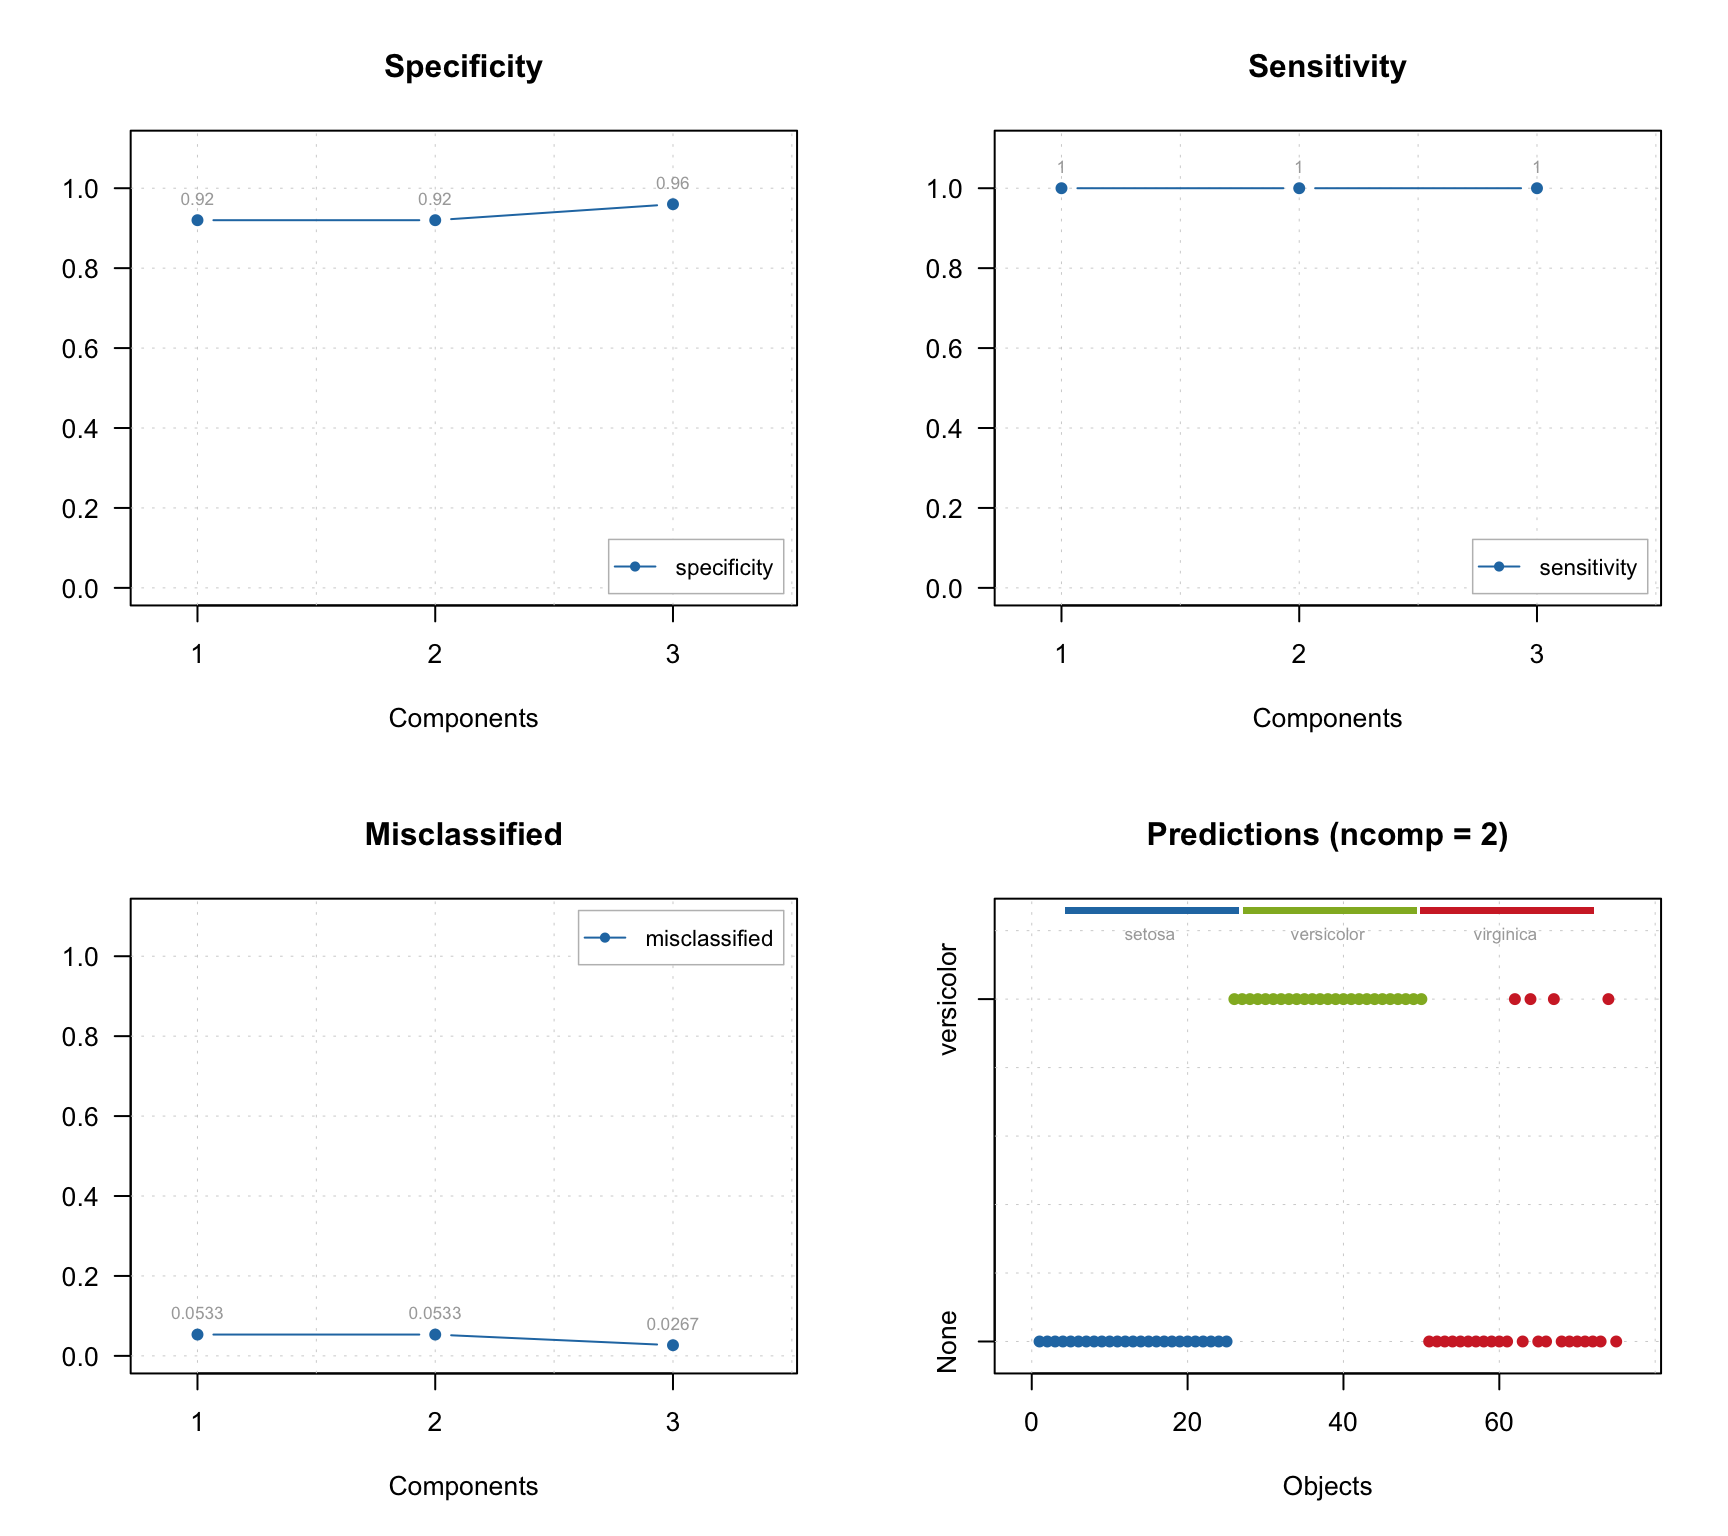 Specificity
0.92
0.92
0.96
1.0
0.8
0.6
0.4
0.2
0.0
specificity
1
2
3
Components
Sensitivity
1
1
1
1.0
0.8
0.6
0.4
0.2
0.0
sensitivity
1
2
3
Components
Misclassified
misclassified
1.0
0.8
0.6
0.4
0.2
0.0
0.0533
0.0533
0.0267
1
2
3
Components
Predictions (ncomp = 2)
setosa
versicolor
virginica
versicolor
None
0
20
40
60
Objects